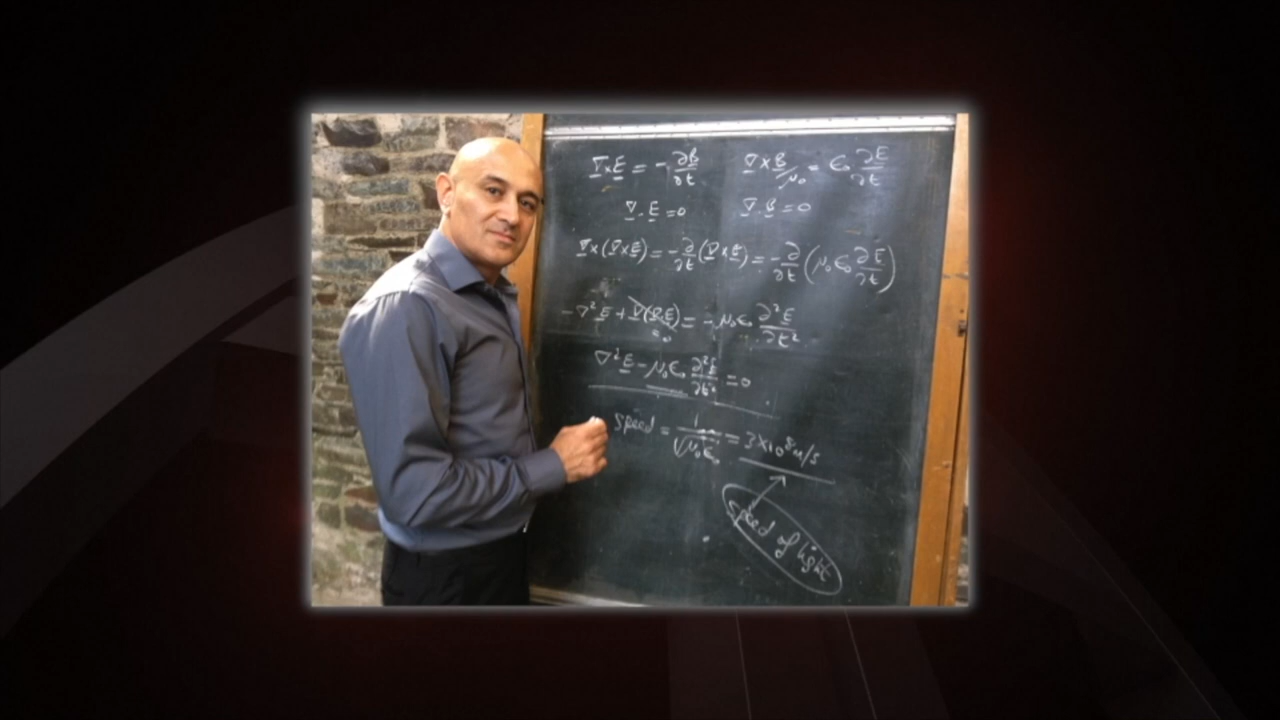 ∇×E = -∂B/∂t ∇×B/μ₀ = ε₀ ∂E/∂t
∇·E = 0 ∇·B = 0
∇×(∇×E) = -∂/∂t (∇×B) = -∂/∂t (μ₀ε₀ ∂E/∂t)
-∇²E + ∇(∇·E) = -μ₀ε₀ ∂²E/∂t²
∇²E - μ₀ε₀ ∂²E/∂t² = 0
Speed = 1/√μ₀ε₀ = 3×10⁸ m/s
Speed of light